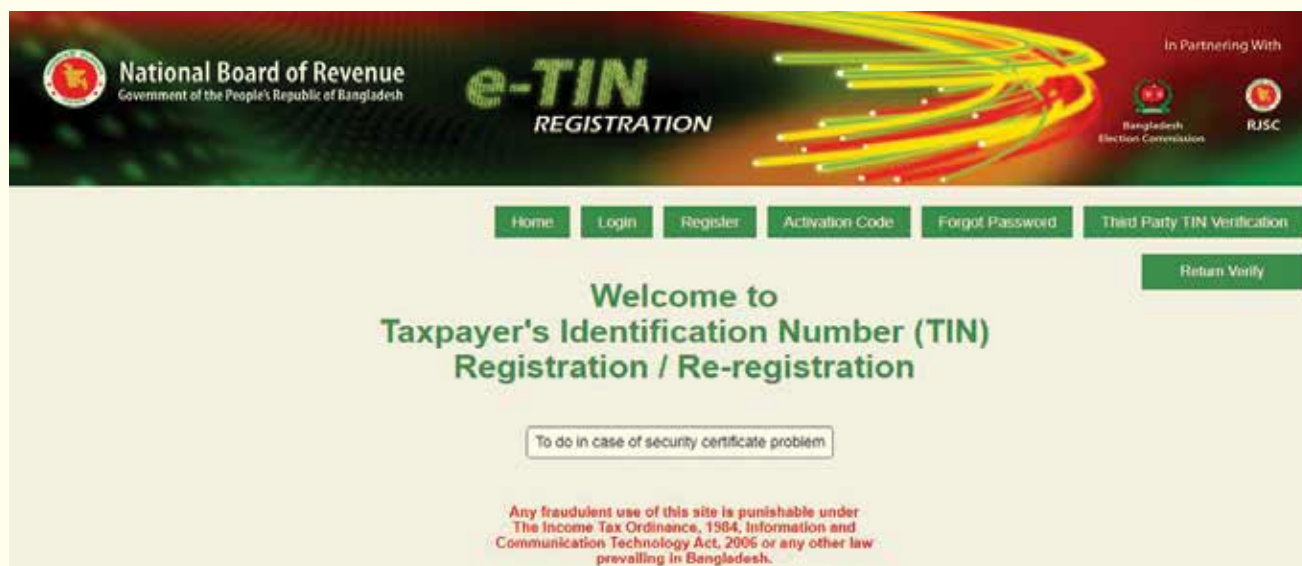 National Board of Revenue
Government of the People's Republic of Bangladesh
e-TIN
REGISTRATION
In Partnering With
Bangladesh
Election Commission
RJSC
Home
Login
Register
Activation Code
Forgot Password
Third Party TIN Verification
Return Verify
Welcome to
Taxpayer's Identification Number (TIN)
Registration / Re-registration
To do in case of security certificate problem
Any fraudulent use of this site is punishable under
The Income Tax Ordinance, 1984, Information and
Communication Technology Act, 2006 or any other law
prevailing in Bangladesh.